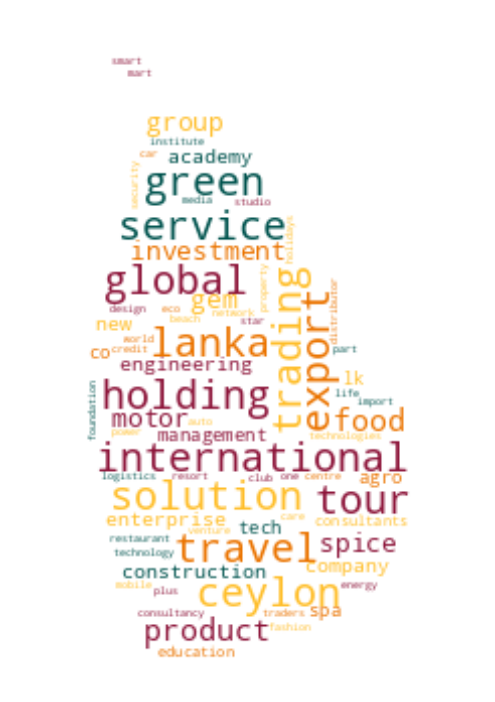 smart
mart
group
institute
car academy
security
green
media studio
service
holidays
investment
global
property
gem
trading
export
distributor
design eco network
new beach star
world
lanka
co credit
part
engineering
lk
foundation
holding
life
import
motor auto
food
power management technologies
international
logistics resort club one centre
agro
solution
tour
enterprise care consultants
venture tech
restaurant
travel
spice
technology
company
construction
mobile plus
ceylon
energy
consultancy traders spa
product
fashion
education